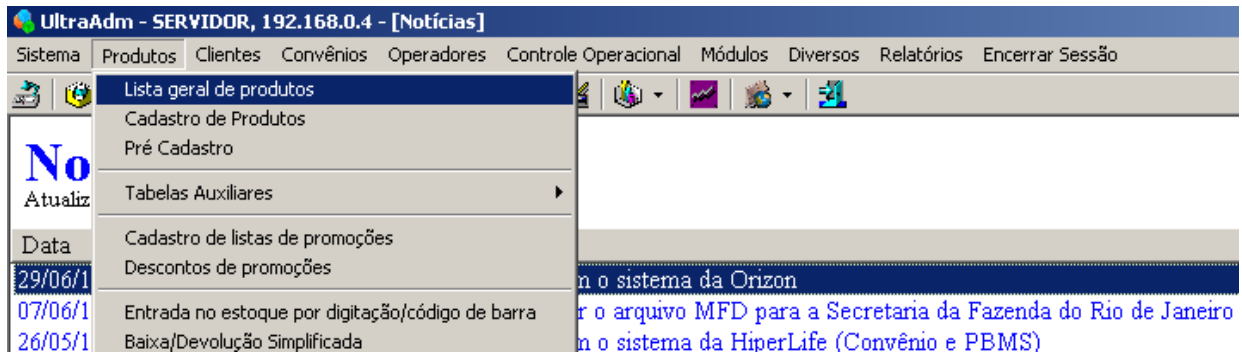 UltraAdm - SERVIDOR, 192.168.0.4 - [Notícias]
Sistema Produtos Clientes Convênios Operadores Controle Operacional Módulos Diversos Relatórios Encerrar Sessão
Lista geral de produtos
Cadastro de Produtos
Pré Cadastro
No
Atualiz
Tabelas Auxiliares
Data
Cadastro de listas de promoções
Descontos de promoções
29/06/1 m o sistema da Orizon
07/06/1 Entrada no estoque por digitação/código de barra r o arquivo MFD para a Secretaria da Fazenda do Rio de Janeiro
26/05/1 Baixa/Devolução Simplificada m o sistema da HiperLife (Convênio e PBMS)